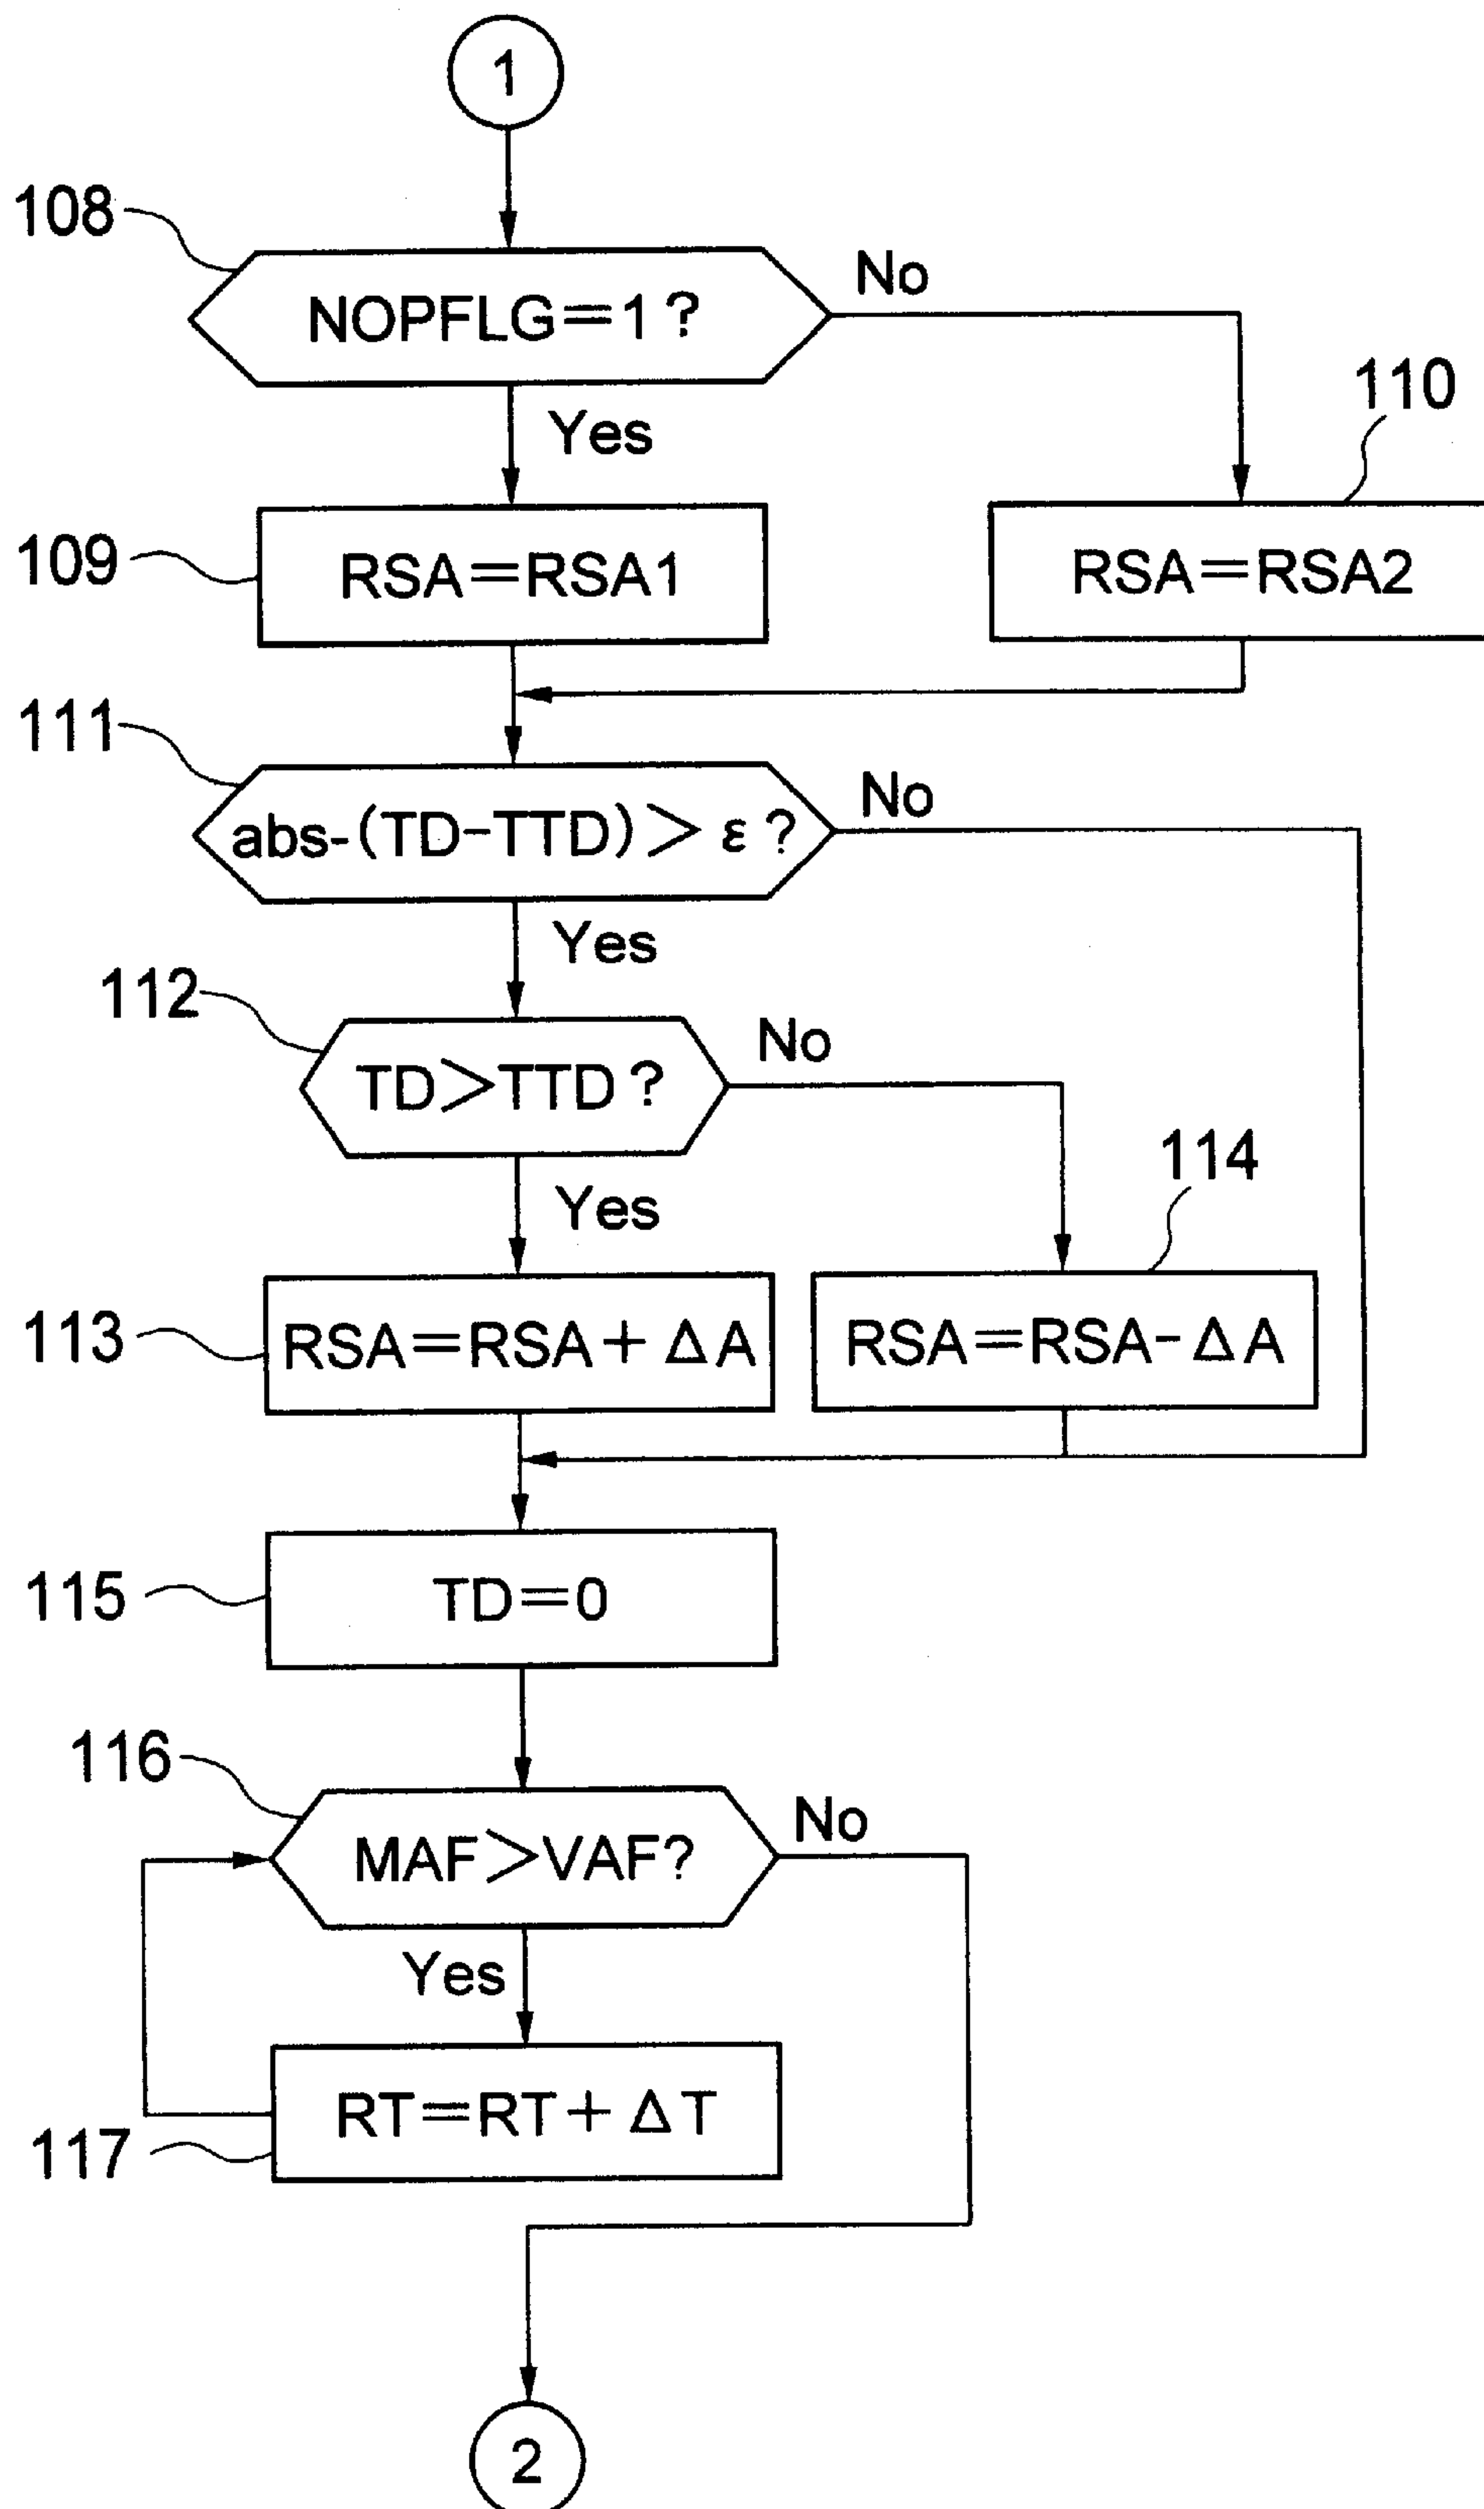 1
108
NOPFLG=1?
No
Yes
110
109
RSA=RSA1
RSA=RSA2
111
abs-(TD-TTD)>ε?
No
Yes
112
TD>TTD?
No
Yes
114
113
RSA=RSA+ΔA
RSA=RSA-ΔA
115
TD=0
116
MAF>VAF?
No
Yes
RT=RT+ΔT
117
2